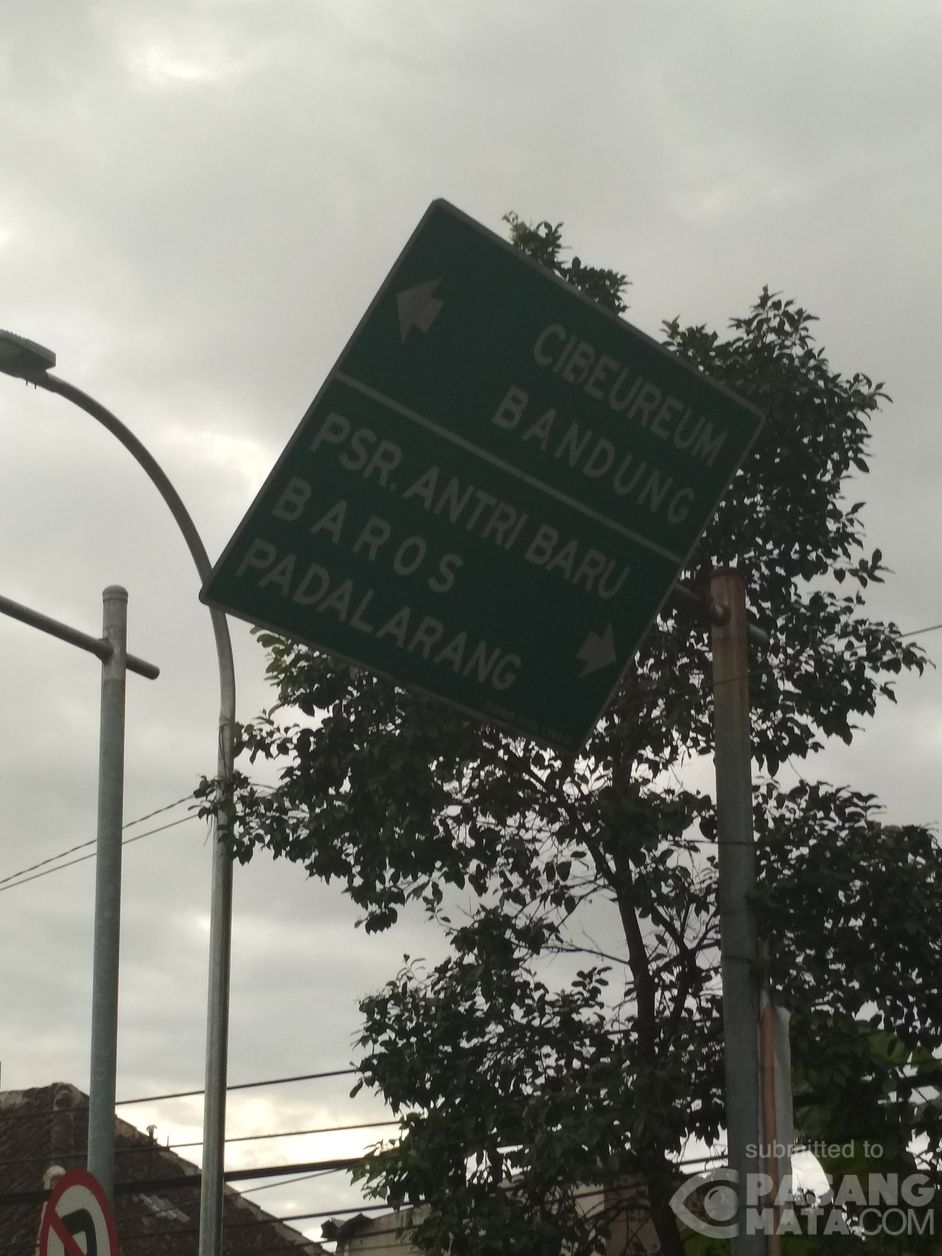 CIBEUREUM
BANDUNG
PSR. ANTRI BARU
BAROS
PADALARANG
submitted to
PASANG
MATA.COM